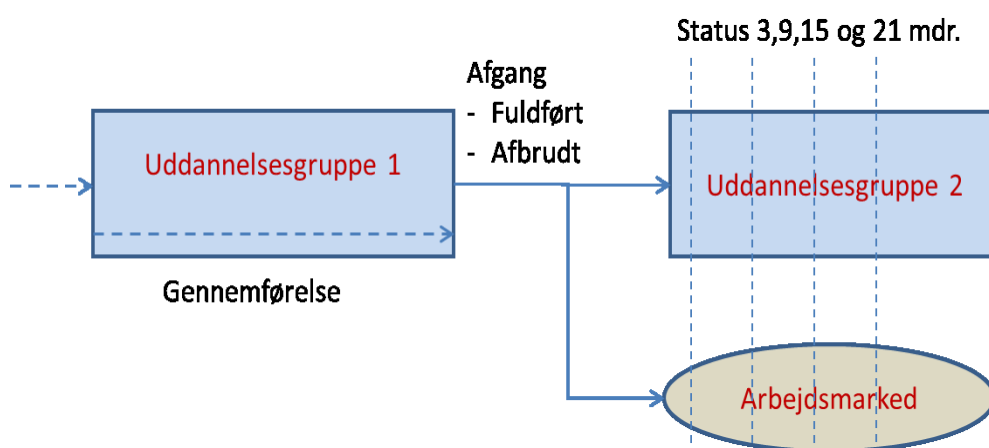 Status 3,9,15 og 21 mdr.
Afgang
- Fuldført
- Afbrudt
Uddannelsesgruppe 1
Uddannelsesgruppe 2
Gennemførelse
Arbejdsmarked